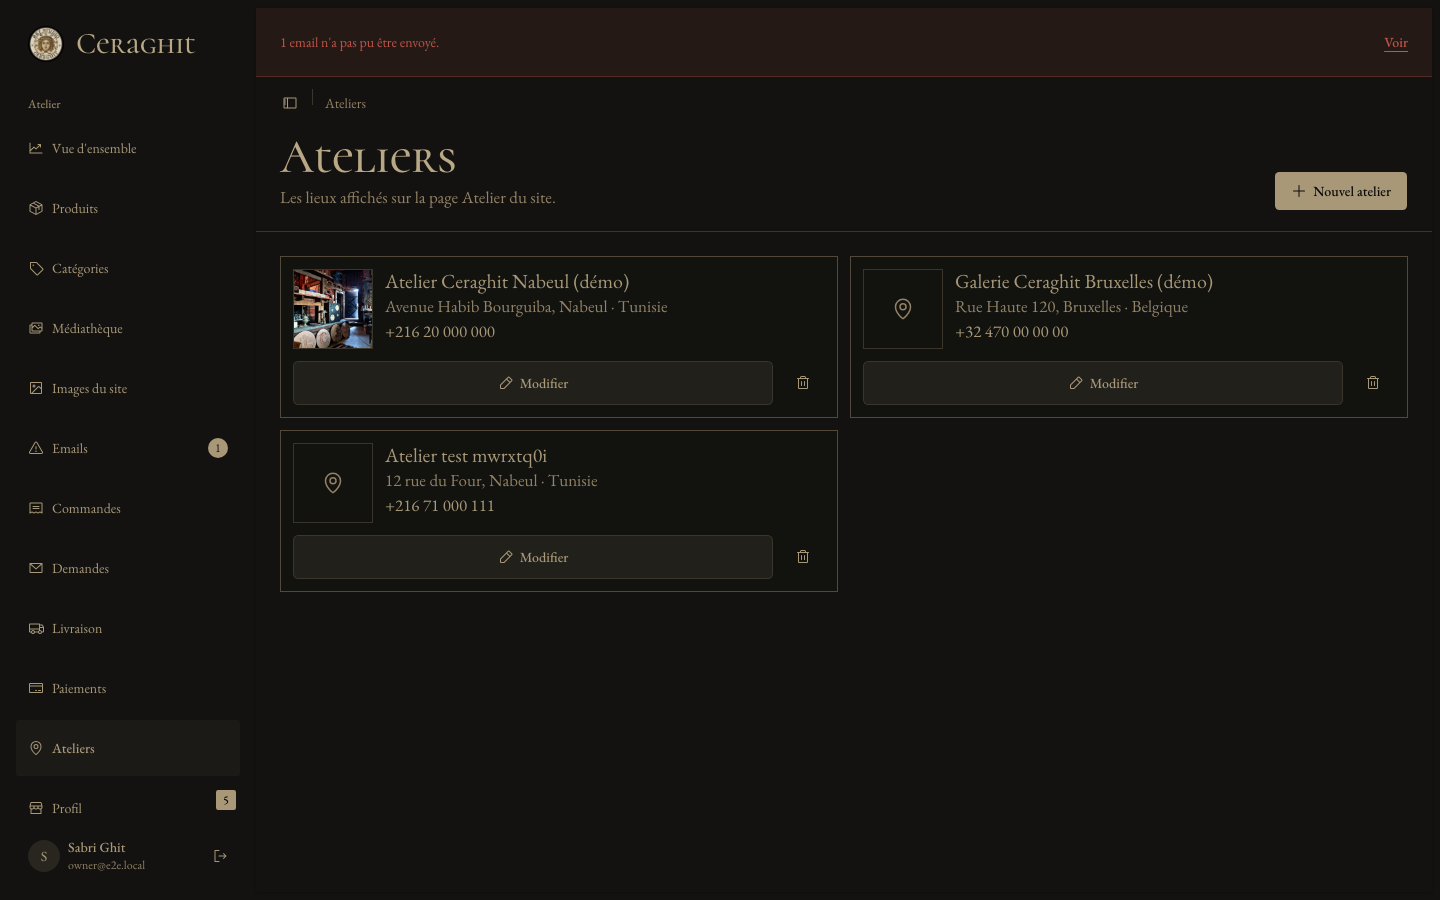 Ceraghit
Atelier
Vue d'ensemble
Produits
Catégories
Médiathèque
Images du site
Emails
1
Commandes
Demandes
Livraison
Paiements
Ateliers
Profil
5
S
Sabri Ghit
owner@e2e.local
1 email n'a pas pu être envoyé.
Voir
Ateliers
Ateliers
Les lieux affichés sur la page Atelier du site.
Nouvel atelier
Atelier Ceraghit Nabeul (démo)
Avenue Habib Bourguiba, Nabeul · Tunisie
+216 20 000 000
Modifier
Galerie Ceraghit Bruxelles (démo)
Rue Haute 120, Bruxelles · Belgique
+32 470 00 00 00
Modifier
Atelier test mwrxtq0i
12 rue du Four, Nabeul · Tunisie
+216 71 000 111
Modifier